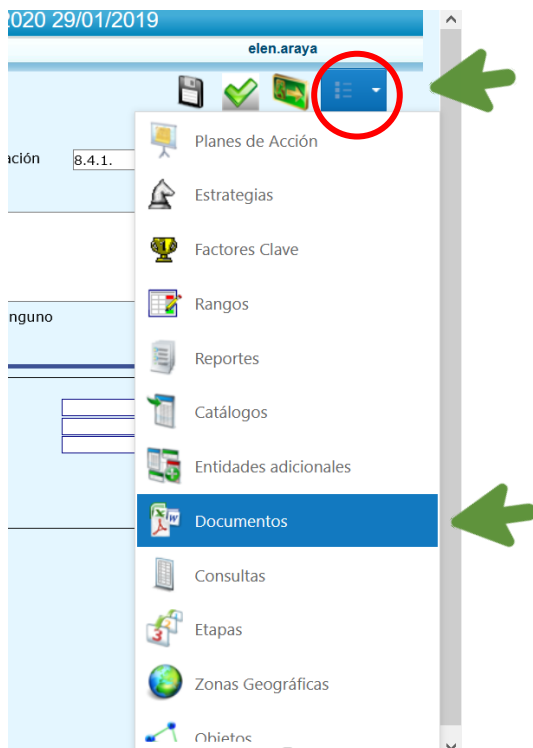 2020 29/01/2019
elen.araya
ación 8.4.1.
Planes de Acción
Estrategias
Factores Clave
nguno
Rangos
Reportes
Catálogos
Entidades adicionales
Documentos
Consultas
Etapas
Zonas Geográficas
Objetos